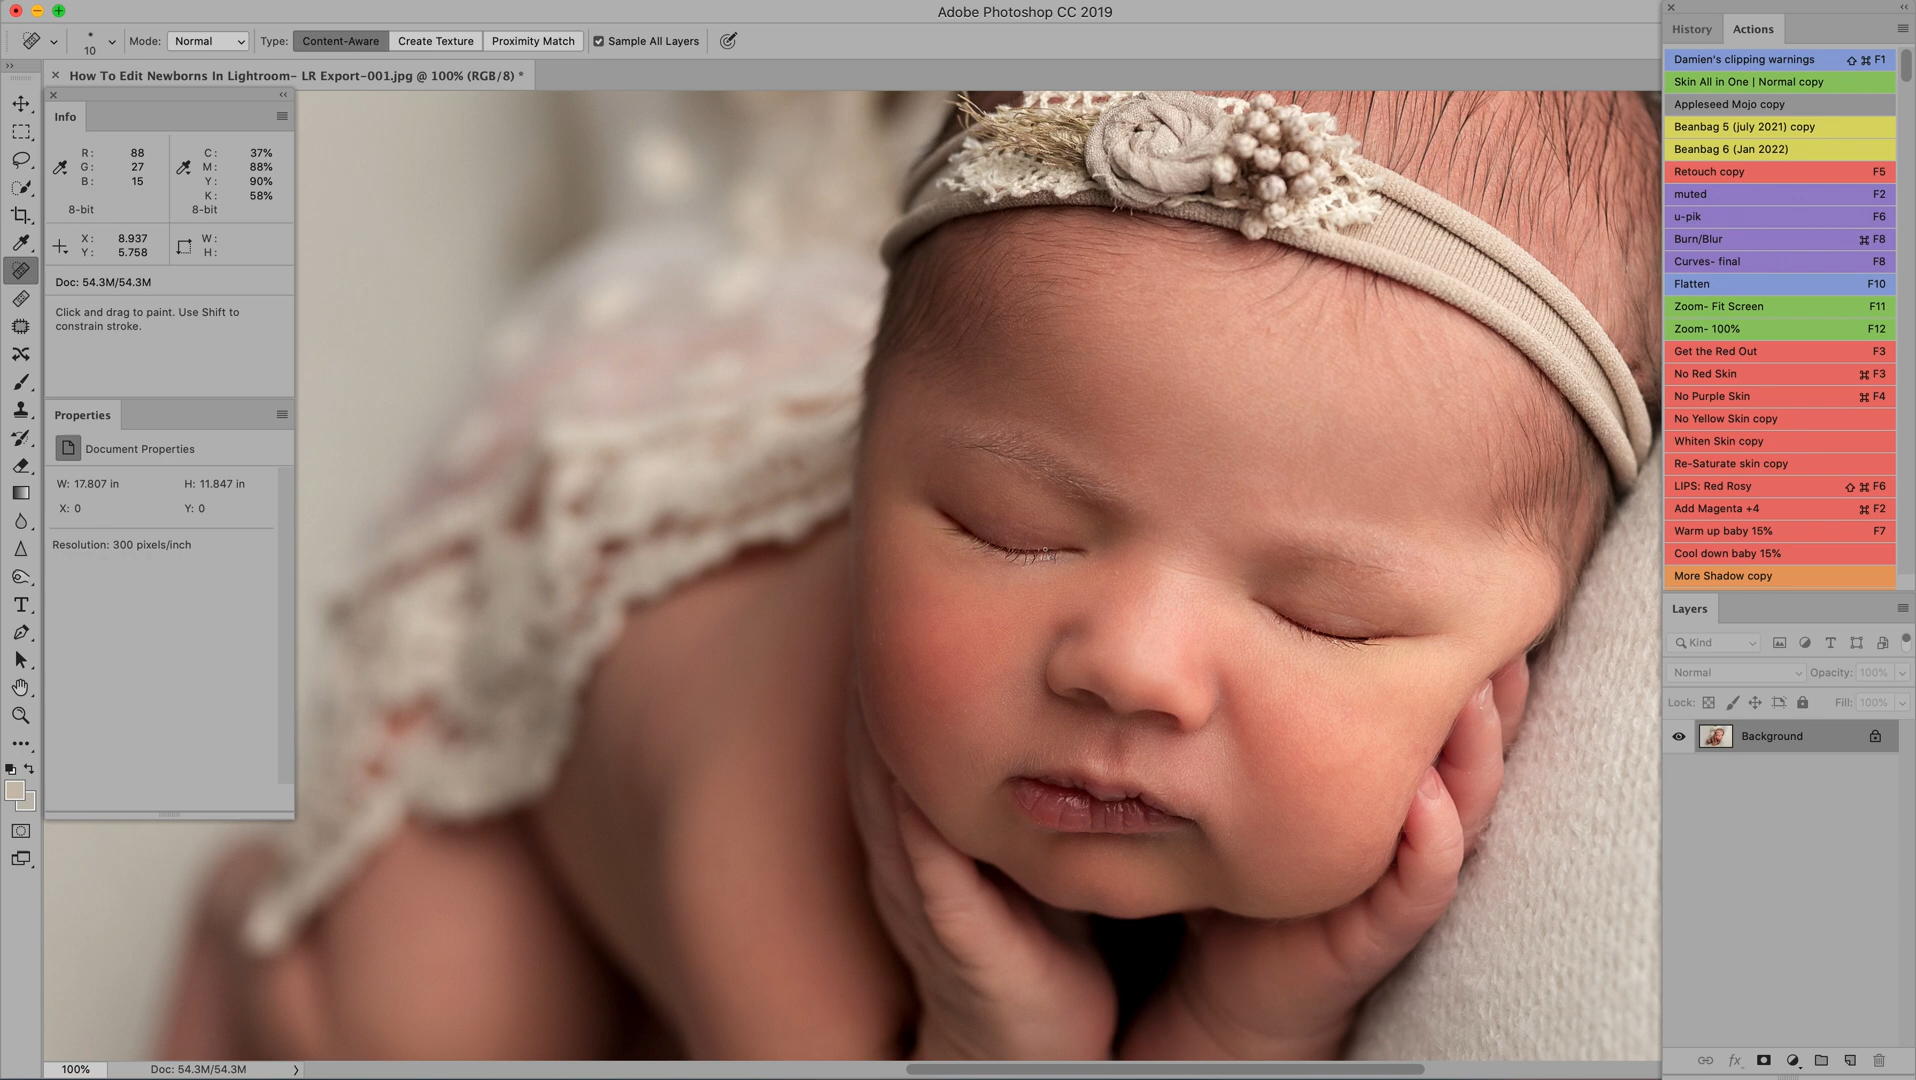 Adobe Photoshop CC 2019
10
Mode: Normal
Type: Content-Aware Create Texture Proximity Match
Sample All Layers
How To Edit Newborns In Lightroom- LR Export-001.jpg @ 100% (RGB/8) *
Info
R: 88
G: 27
B: 15
8-bit
C: 37%
M: 88%
Y: 90%
K: 58%
8-bit
X: 8.937
Y: 5.758
W:
H:
Doc: 54.3M/54.3M
Click and drag to paint. Use Shift to
constrain stroke.
Properties
Document Properties
W: 17.807 in H: 11.847 in
X: 0 Y: 0
Resolution: 300 pixels/inch
History Actions
Damien's clipping warnings ⇧ ⌘ F1
Skin All in One | Normal copy
Appleseed Mojo copy
Beanbag 5 (july 2021) copy
Beanbag 6 (Jan 2022)
Retouch copy F5
muted F2
u-pik F6
Burn/Blur ⌘ F8
Curves- final F8
Flatten F10
Zoom- Fit Screen F11
Zoom- 100% F12
Get the Red Out F3
No Red Skin ⌘ F3
No Purple Skin ⌘ F4
No Yellow Skin copy
Whiten Skin copy
Re-Saturate skin copy
LIPS: Red Rosy ⇧ ⌘ F6
Add Magenta +4 ⌘ F2
Warm up baby 15% F7
Cool down baby 15%
More Shadow copy
Layers
Kind
Normal Opacity: 100%
Lock: Fill: 100%
Background
100% Doc: 54.3M/54.3M